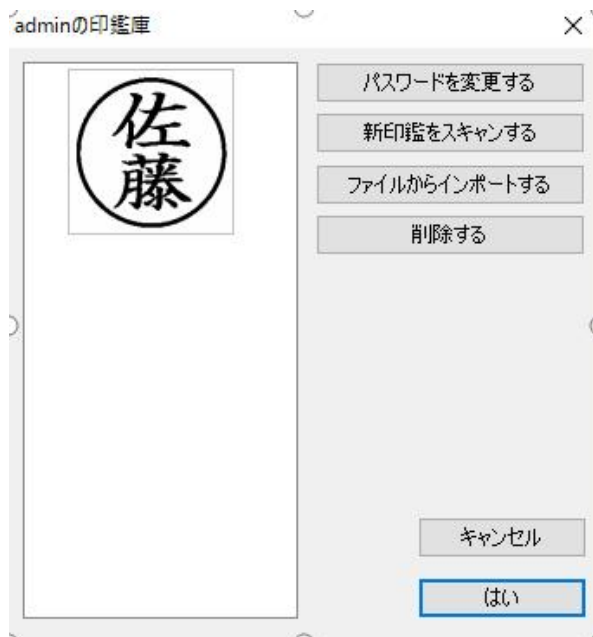 adminの印鑑庫
佐
藤
パスワードを変更する
新印鑑をスキャンする
ファイルからインポートする
削除する
キャンセル
はい